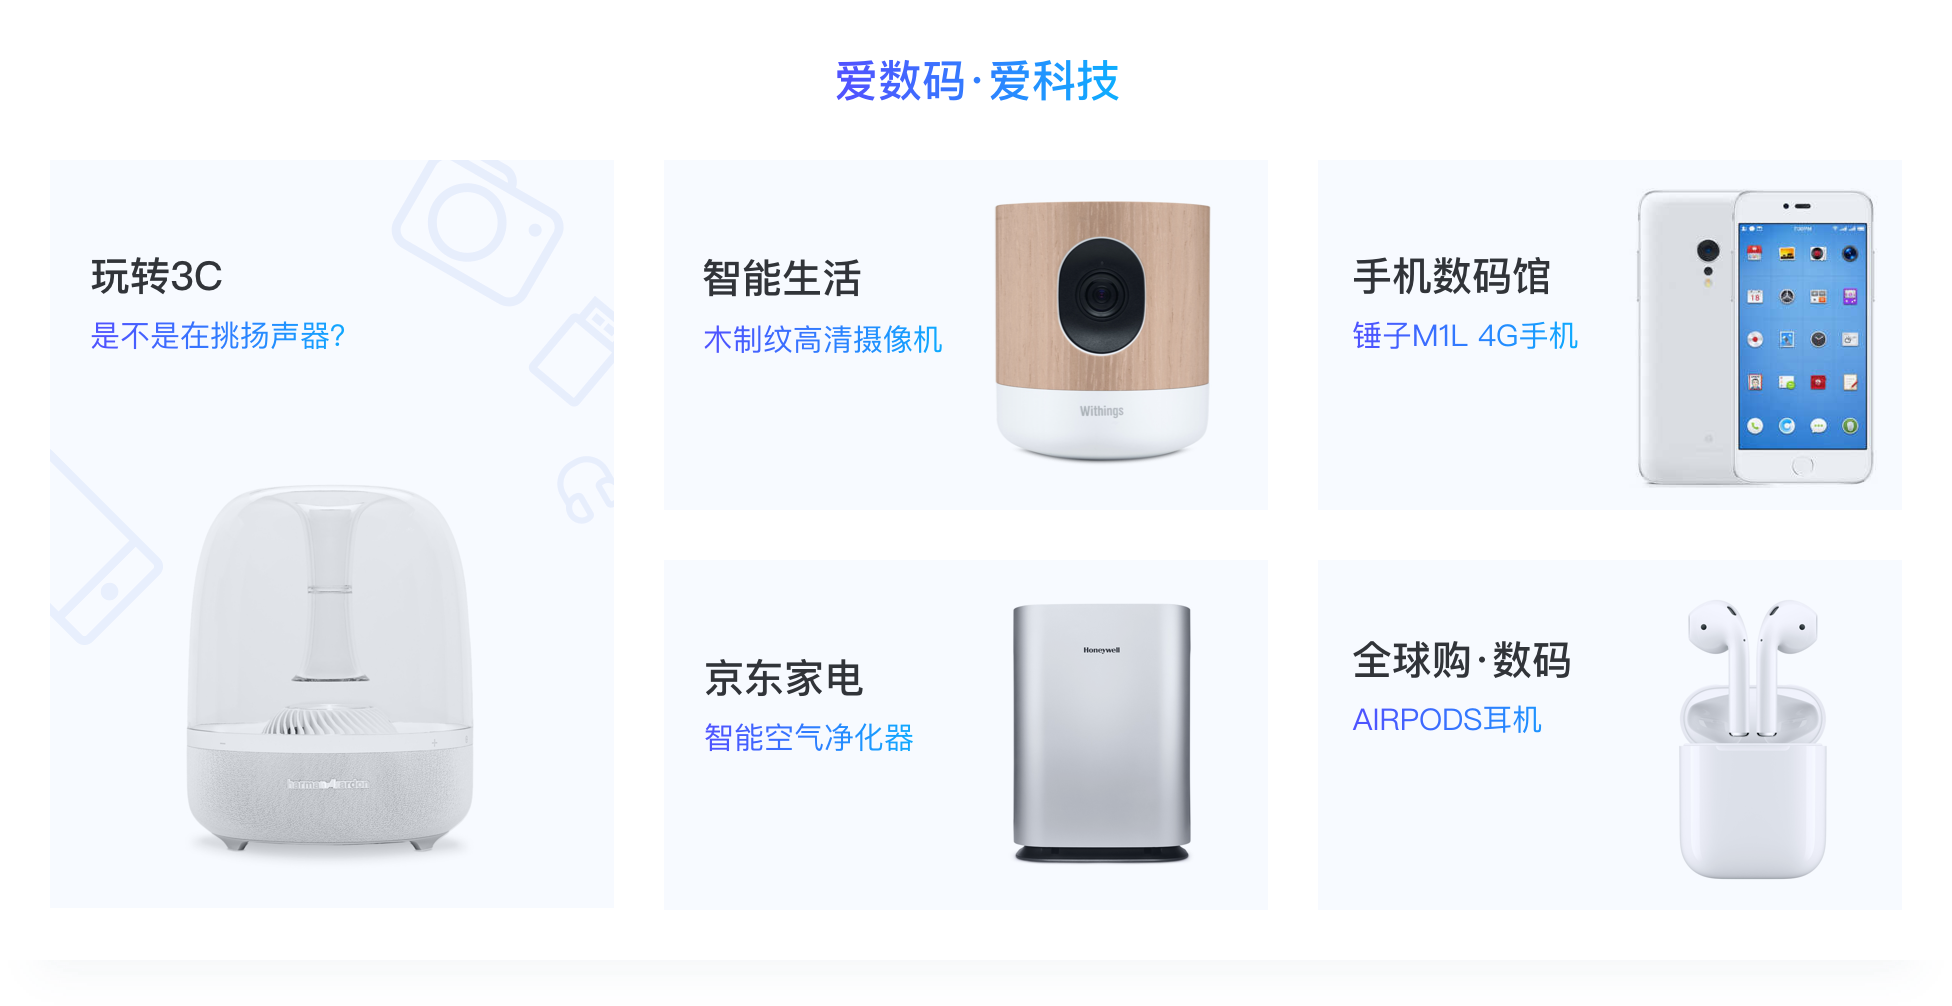 爱数码·爱科技
玩转3C
是不是在挑扬声器?
harman/kardon
智能生活
木制纹高清摄像机
Withings
手机数码馆
锤子M1L 4G手机
京东家电
智能空气净化器
Honeywell
全球购·数码
AIRPODS耳机